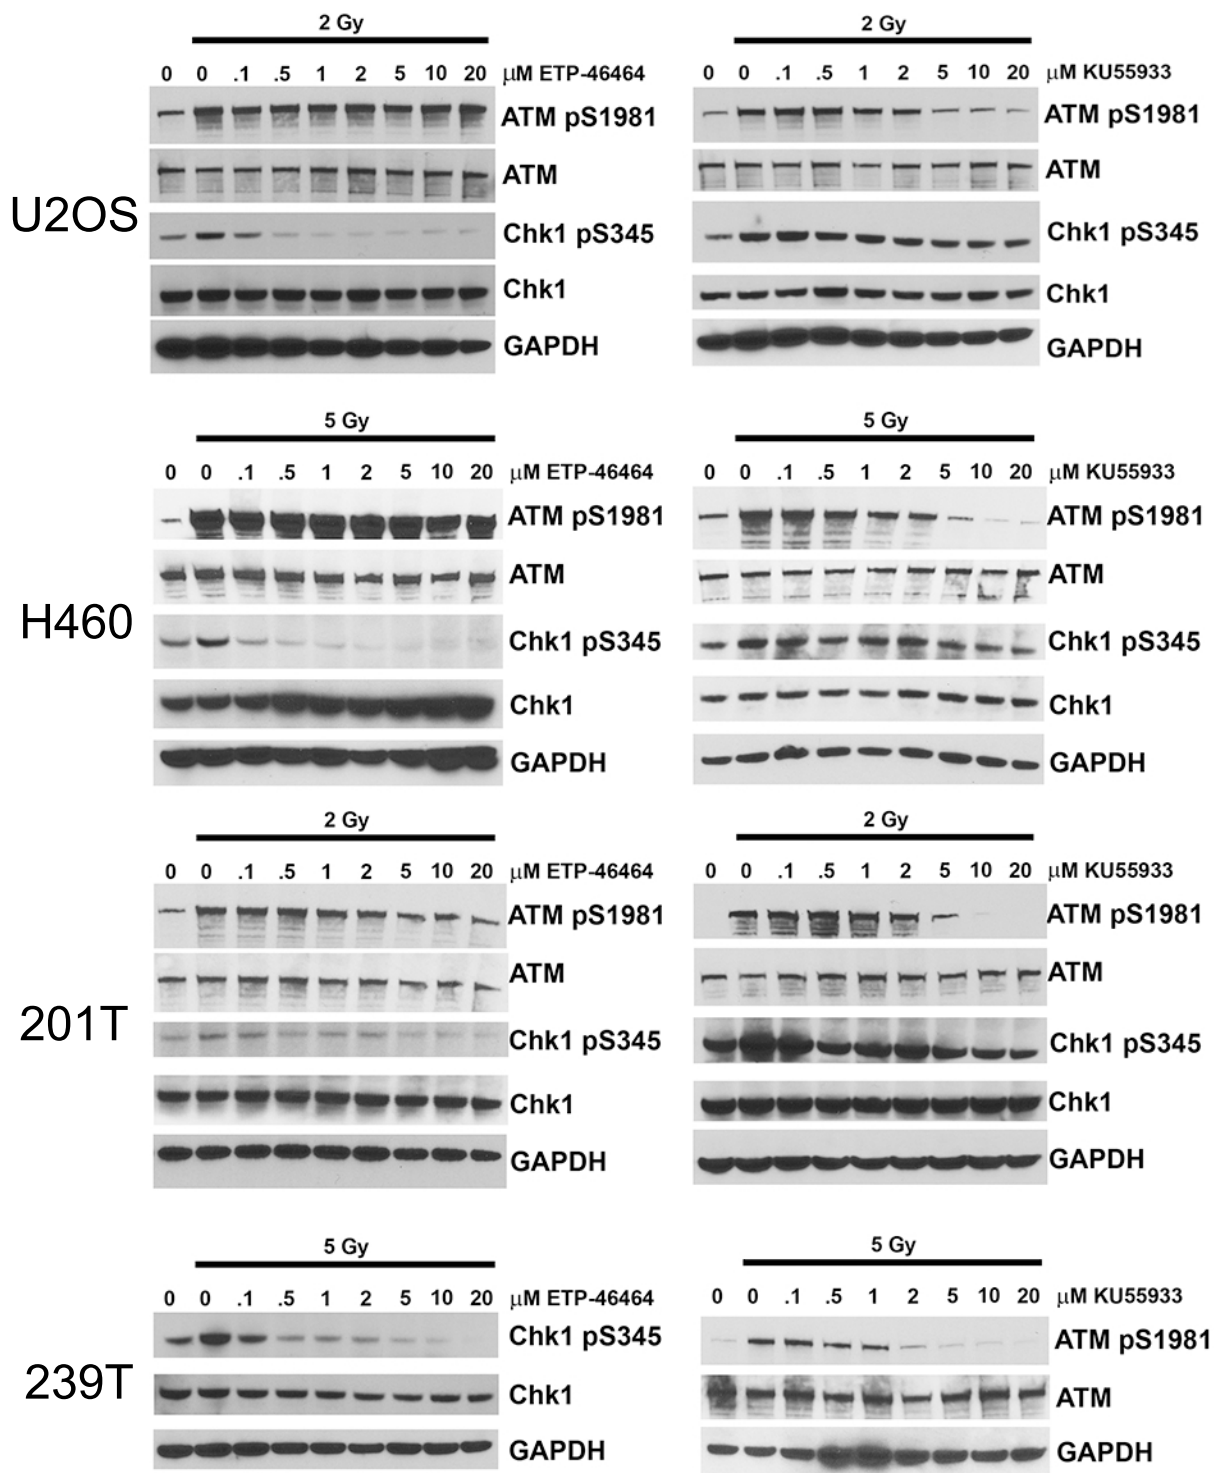 2 Gy
0 0 .1 .5 1 2 5 10 20 μM ETP-46464
ATM pS1981
ATM
U2OS
Chk1 pS345
Chk1
GAPDH
2 Gy
0 0 .1 .5 1 2 5 10 20 μM KU55933
ATM pS1981
ATM
Chk1 pS345
Chk1
GAPDH
5 Gy
0 0 .1 .5 1 2 5 10 20 μM ETP-46464
ATM pS1981
ATM
H460
Chk1 pS345
Chk1
GAPDH
5 Gy
0 0 .1 .5 1 2 5 10 20 μM KU55933
ATM pS1981
ATM
Chk1 pS345
Chk1
GAPDH
2 Gy
0 0 .1 .5 1 2 5 10 20 μM ETP-46464
ATM pS1981
ATM
201T
Chk1 pS345
Chk1
GAPDH
2 Gy
0 0 .1 .5 1 2 5 10 20 μM KU55933
ATM pS1981
ATM
Chk1 pS345
Chk1
GAPDH
5 Gy
0 0 .1 .5 1 2 5 10 20 μM ETP-46464
Chk1 pS345
239T
Chk1
GAPDH
5 Gy
0 0 .1 .5 1 2 5 10 20 μM KU55933
ATM pS1981
ATM
GAPDH